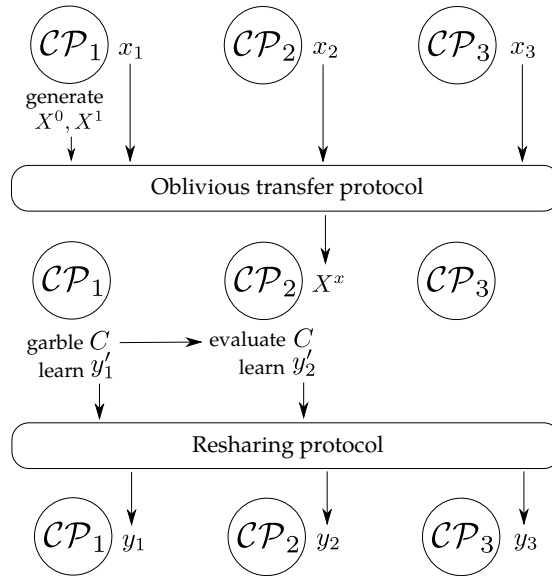 CP₁ x₁ CP₂ x₂ CP₃ x₃
generate
X⁰, X¹
Oblivious transfer protocol
CP₁ CP₂ Xˣ CP₃
garble C evaluate C
learn y′₁ learn y′₂
Resharing protocol
CP₁ y₁ CP₂ y₂ CP₃ y₃